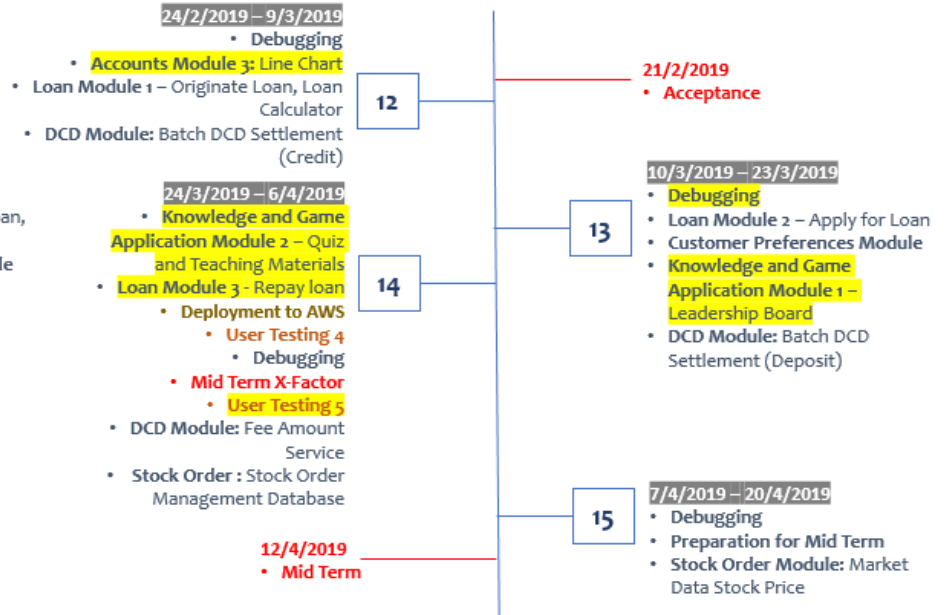 24/2/2019 – 9/3/2019
• Debugging
• Accounts Module 3: Line Chart
• Loan Module 1 – Originate Loan, Loan
Calculator
• DCD Module: Batch DCD Settlement
(Credit)
12
21/2/2019
• Acceptance
10/3/2019 – 23/3/2019
• Debugging
• Loan Module 2 – Apply for Loan
• Customer Preferences Module
• Knowledge and Game
Application Module 1 –
Leadership Board
• DCD Module: Batch DCD
Settlement (Deposit)
13
an,
le
24/3/2019 – 6/4/2019
• Knowledge and Game
Application Module 2 – Quiz
and Teaching Materials
• Loan Module 3 - Repay loan
• Deployment to AWS
• User Testing 4
• Debugging
• Mid Term X-Factor
• User Testing 5
• DCD Module: Fee Amount
Service
• Stock Order : Stock Order
Management Database
14
7/4/2019 – 20/4/2019
• Debugging
• Preparation for Mid Term
• Stock Order Module: Market
Data Stock Price
15
12/4/2019
• Mid Term